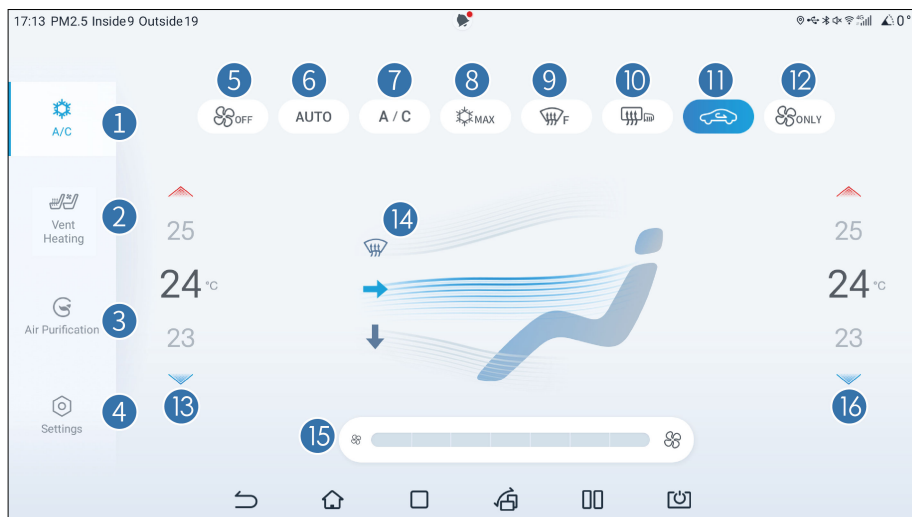 17:13 PM2.5 Inside9 Outside19
4G
0°
5 6 7 8 9 10 11 12
OFF AUTO A / C MAX F ONLY
A/C 1
Vent
Heating 2
Air Purification 3
Settings 4
25
24 °C
23
13
14
25
24 °C
23
16
15